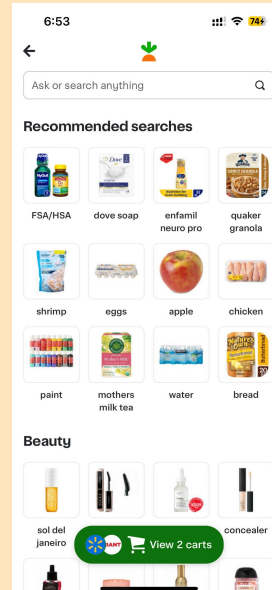 6:53
74
Ask or search anything
Recommended searches
FSA/HSA
dove soap
enfamil
neuro pro
quaker
granola
shrimp
eggs
apple
chicken
paint
mothers
milk tea
water
bread
Beauty
sol del
janeiro
concealer
View 2 carts